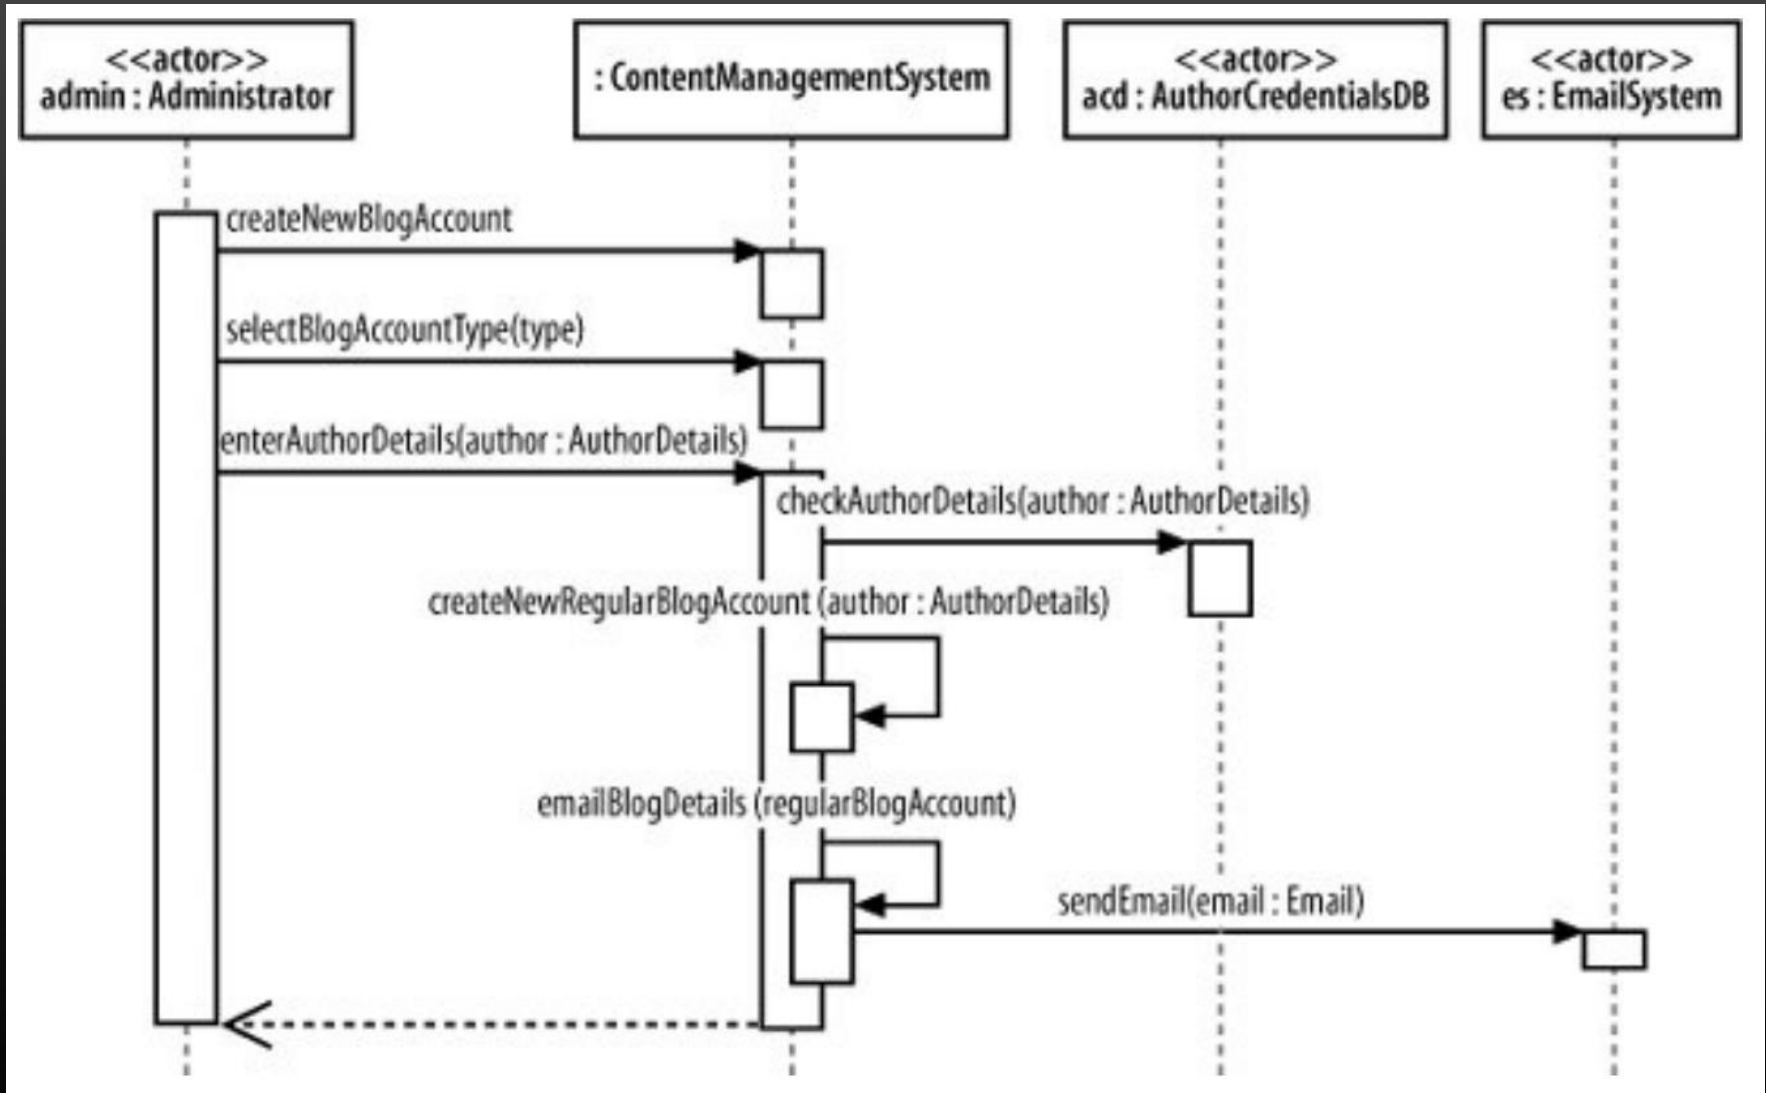 <<actor>>
admin : Administrator
: ContentManagementSystem
<<actor>>
acd : AuthorCredentialsDB
<<actor>>
es : EmailSystem
createNewBlogAccount
selectBlogAccountType(type)
enterAuthorDetails(author : AuthorDetails)
checkAuthorDetails(author : AuthorDetails)
createNewRegularBlogAccount (author : AuthorDetails)
emailBlogDetails (regularBlogAccount)
sendEmail(email : Email)